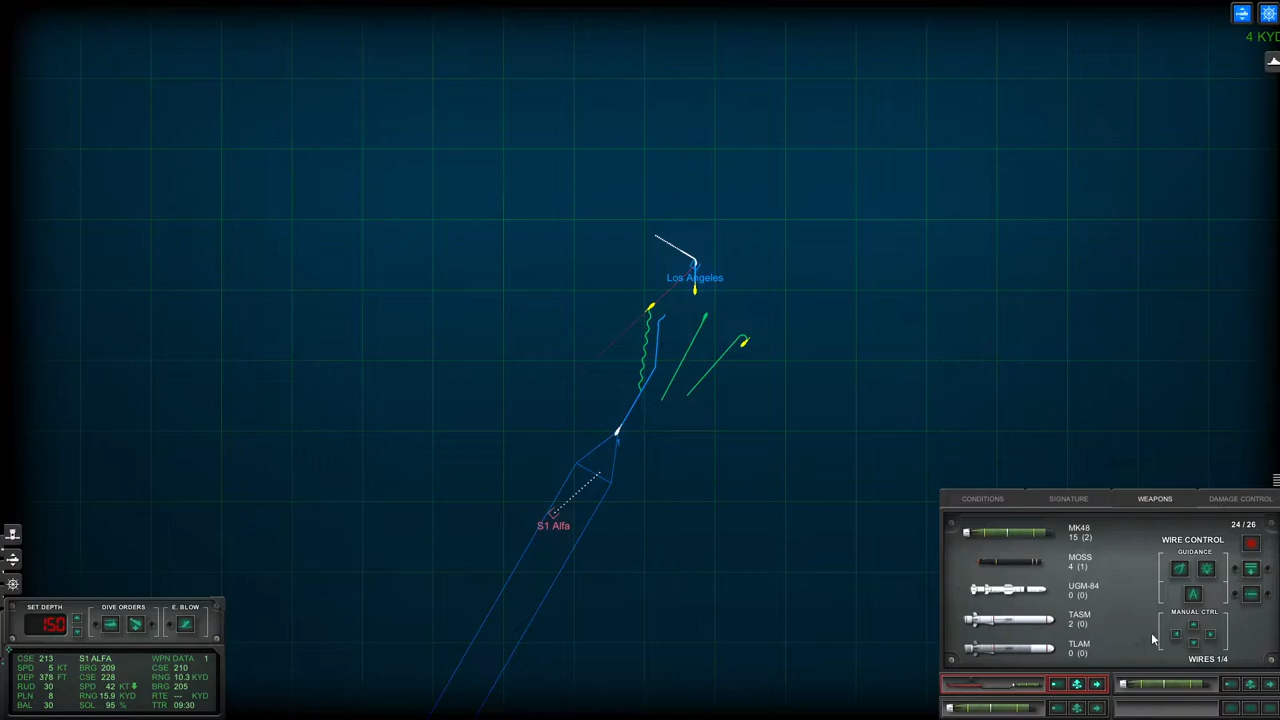 4 KYD
Los Angeles
S1 Alfa
CONDITIONS
SIGNATURE
WEAPONS
DAMAGE CONTROL
24 / 26
MK48
15 (2)
WIRE CONTROL
GUIDANCE
MOSS
4 (1)
UGM-84
0 (0)
A
TASM
2 (0)
MANUAL CTRL
TLAM
0 (0)
WIRES 1/4
SET DEPTH
DIVE ORDERS
E. BLOW
150
CSE 213 S1 ALFA WPN DATA 1
SPD 5 KT BRG 209 CSE 210
DEP 378 FT CSE 228 RNG 10.3 KYD
RUD 30 SPD 42 KT BRG 205
PLN 8 RNG 15.9 KYD RTE ---
BAL 30 SOL 95 % TTR 09:30